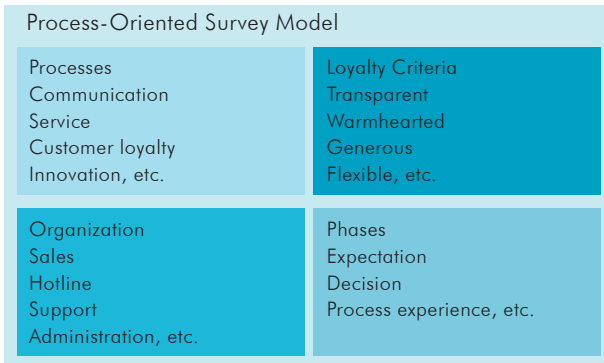 Process-Oriented Survey Model
Processes
Communication
Service
Customer loyalty
Innovation, etc.
Loyalty Criteria
Transparent
Warmhearted
Generous
Flexible, etc.
Organization
Sales
Hotline
Support
Administration, etc.
Phases
Expectation
Decision
Process experience, etc.